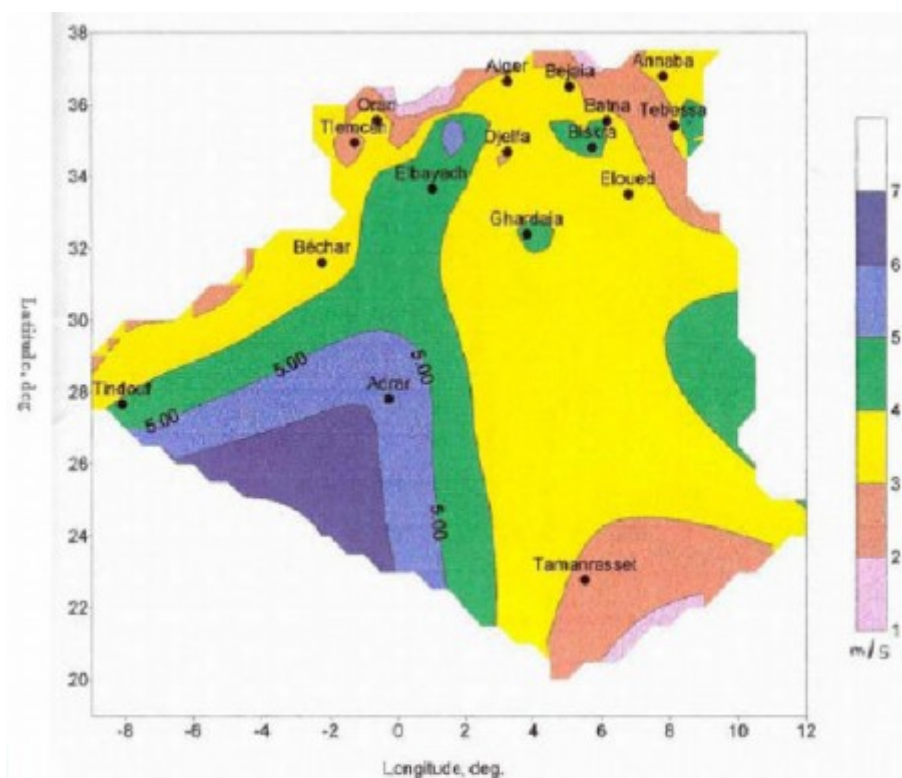 38
36
34
32
30
28
26
24
22
20
Latitude, deg
-8 -6 -4 -2 0 2 4 6 8 10 12
Longitude, deg.
Alger
Bejaia
Annaba
Oran
Batna
Tebessa
Tlemcen
Djelfa
Biskra
Elbayech
Eloued
Ghardaia
Béchar
5.00
5.00
Adrar
Tindouf
5.00
5.00
Tamanrasset
7
6
5
4
3
2
1
m/s